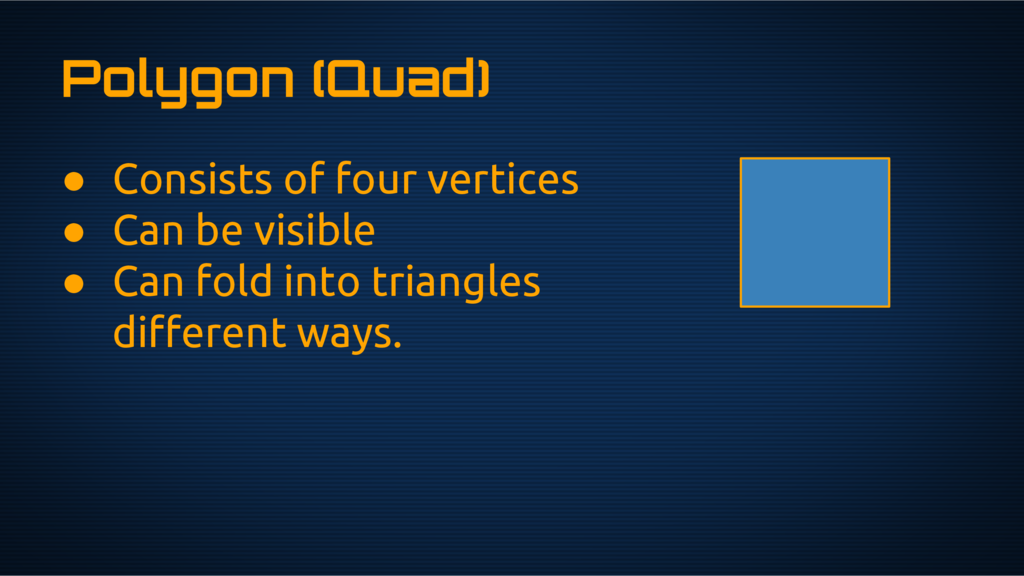 Polygon (Quad)
● Consists of four vertices
● Can be visible
● Can fold into triangles
different ways.